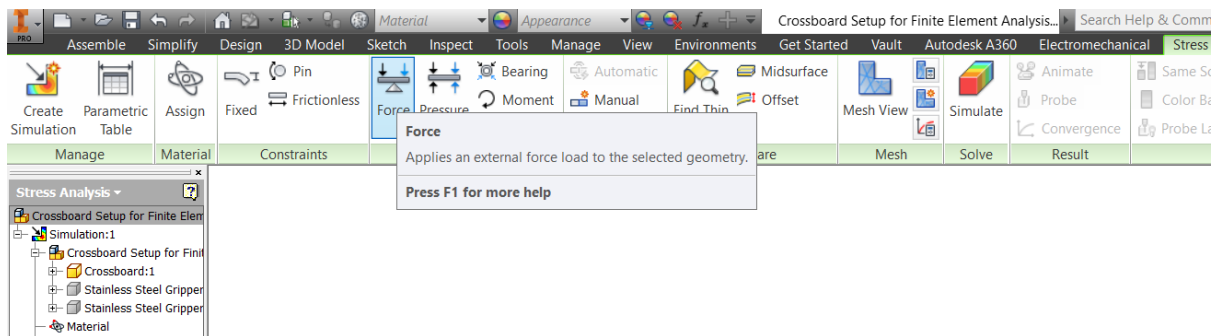 PRO
Material
Appearance
Crossboard Setup for Finite Element Analysis...
Search Help & Comm
Assemble Simplify Design 3D Model Sketch Inspect Tools Manage View Environments Get Started Vault Autodesk A360 Electromechanical Stress
Create Simulation
Parametric Table
Assign
Fixed
Pin
Frictionless
Force
Pressure
Bearing
Moment
Automatic
Manual
Find Thin
Midsurface
Offset
Mesh View
Simulate
Animate
Probe
Convergence
Same Sc
Color Ba
Probe La
Manage Material Constraints are Mesh Solve Result
Force
Applies an external force load to the selected geometry.
Press F1 for more help
Stress Analysis
Crossboard Setup for Finite Elem
Simulation:1
Crossboard Setup for Finit
Crossboard:1
Stainless Steel Gripper
Stainless Steel Gripper
Material